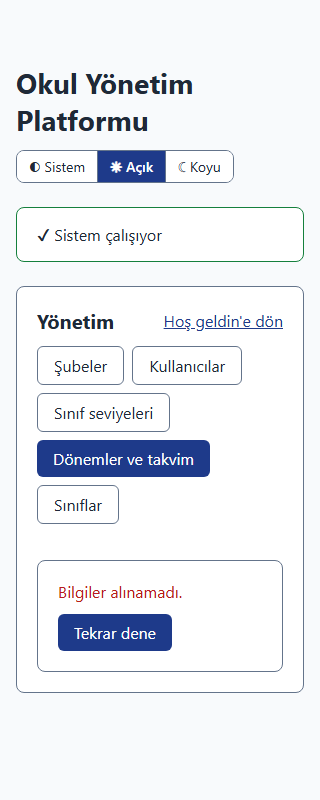 Okul Yönetim
Platformu
Sistem
Açık
Koyu
✓ Sistem çalışıyor
Yönetim
Hoş geldin'e dön
Şubeler
Kullanıcılar
Sınıf seviyeleri
Dönemler ve takvim
Sınıflar
Bilgiler alınamadı.
Tekrar dene